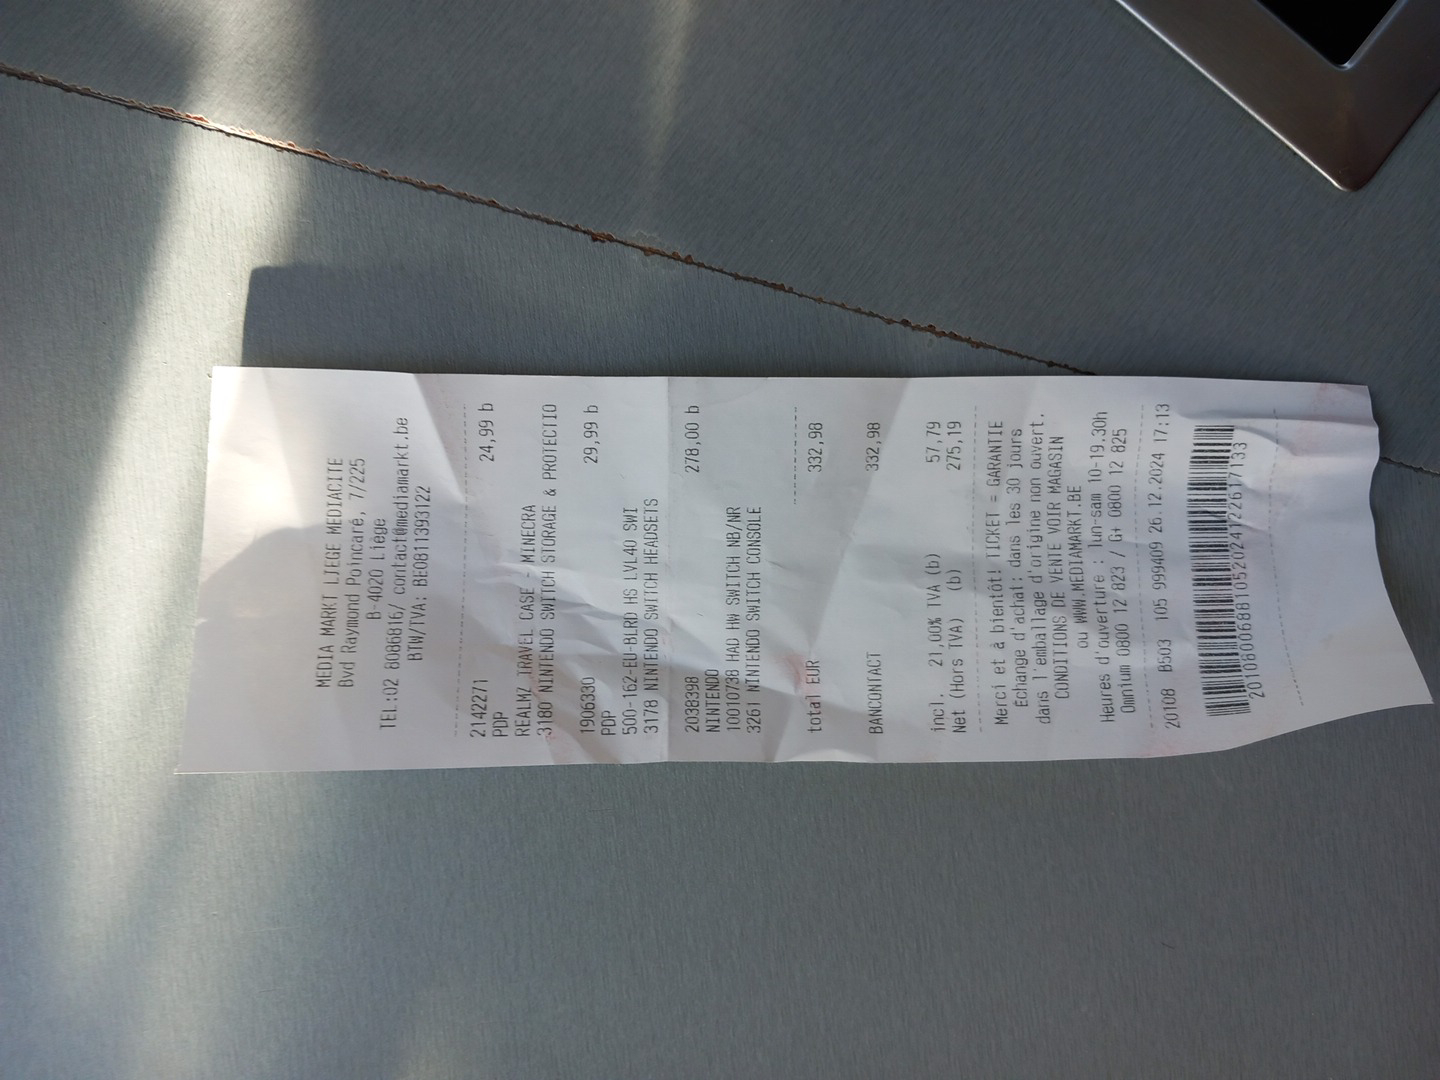 MEDIA MARKT LIEGE MEDIACITE
Bvd Raymond Poincaré, 7/225
B-4020 Liège
TEL:02 8086816/ contact@mediamarkt.be
BTW/TVA: BE0811393122
2142271 24,99 b
PDP
REALMZ TRAVEL CASE - MINECRA
3180 NINTENDO SWITCH STORAGE & PROTECTIO
1906330 29,99 b
PDP
500-162-EU-BLRD HS LVL40 SWI
3178 NINTENDO SWITCH HEADSETS
2038398 278,00 b
NINTENDO
10010738 HAD HW SWITCH NB/NR
3261 NINTENDO SWITCH CONSOLE
total EUR 332,98
BANCONTACT 332,98
incl. 21,00% TVA (b) 57,79
Net (Hors TVA) (b) 275,19
Merci et à bientôt! TICKET = GARANTIE
Echange d'achat: dans les 30 jours
dans l'emballage d'origine non ouvert.
CONDITIONS DE VENTE VOIR MAGASIN
ou WWW.MEDIAMARKT.BE
Heures d'ouverture : lun-sam 10-19.30h
Omnium 0800 12 823 / G+ 0800 12 825
20108 B503 105 999409 26.12.2024 17:13